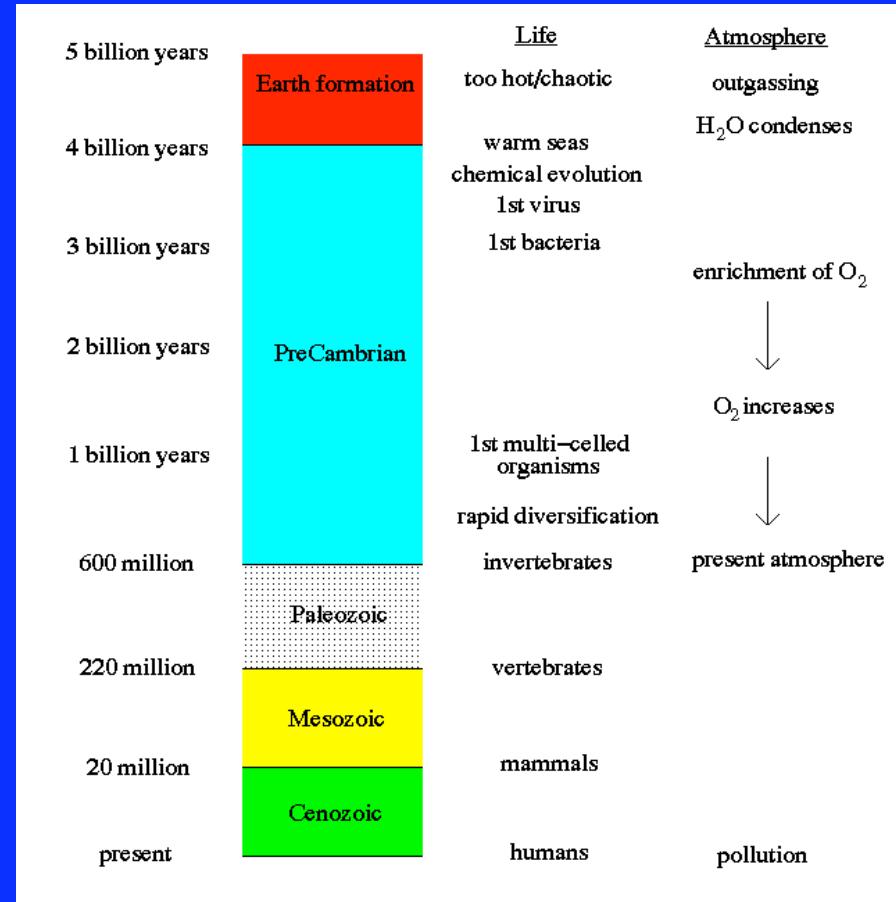 Life
Atmosphere
5 billion years
Earth formation
too hot/chaotic
outgassing
H₂O condenses
4 billion years
warm seas
chemical evolution
1st virus
3 billion years
1st bacteria
enrichment of O₂
2 billion years
PreCambrian
O₂ increases
1 billion years
1st multi–celled
organisms
rapid diversification
600 million
invertebrates
present atmosphere
Paleozoic
220 million
vertebrates
Mesozoic
20 million
mammals
Cenozoic
present
humans
pollution